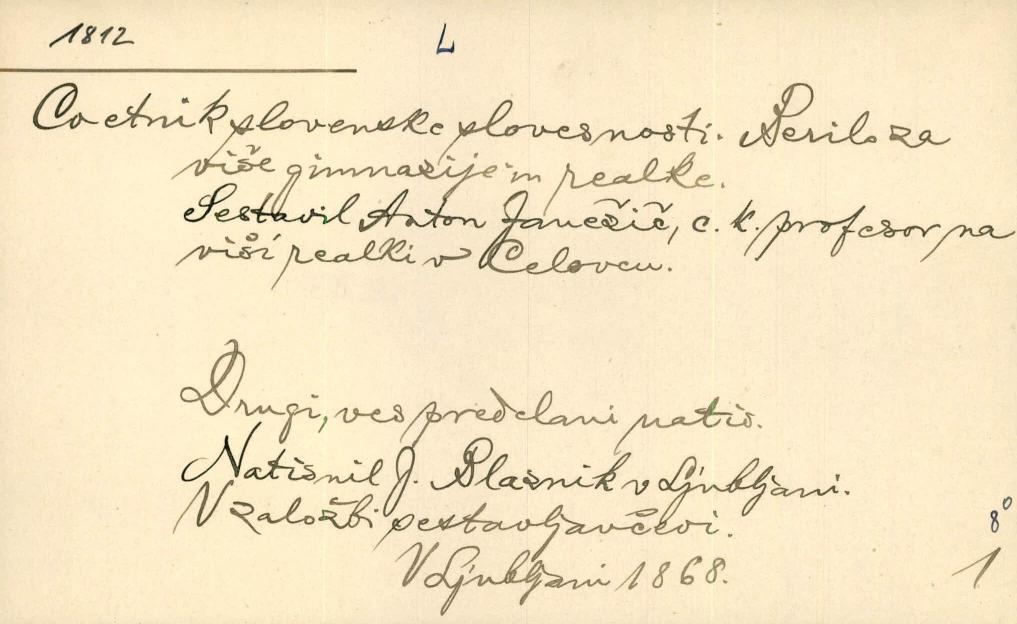 1812
L
Cvetnik slovenske slovesnosti. Berilo za
više gimnazije in realke.
Sestavil Anton Janežič, c. k. profesor na
viši realki v Celovcu.
Drugi, ves predelani natis.
Natisnil J. Blasnik v Ljubljani.
V založbi sestavljavčevi.
8°
V Ljubljani 1868.
1